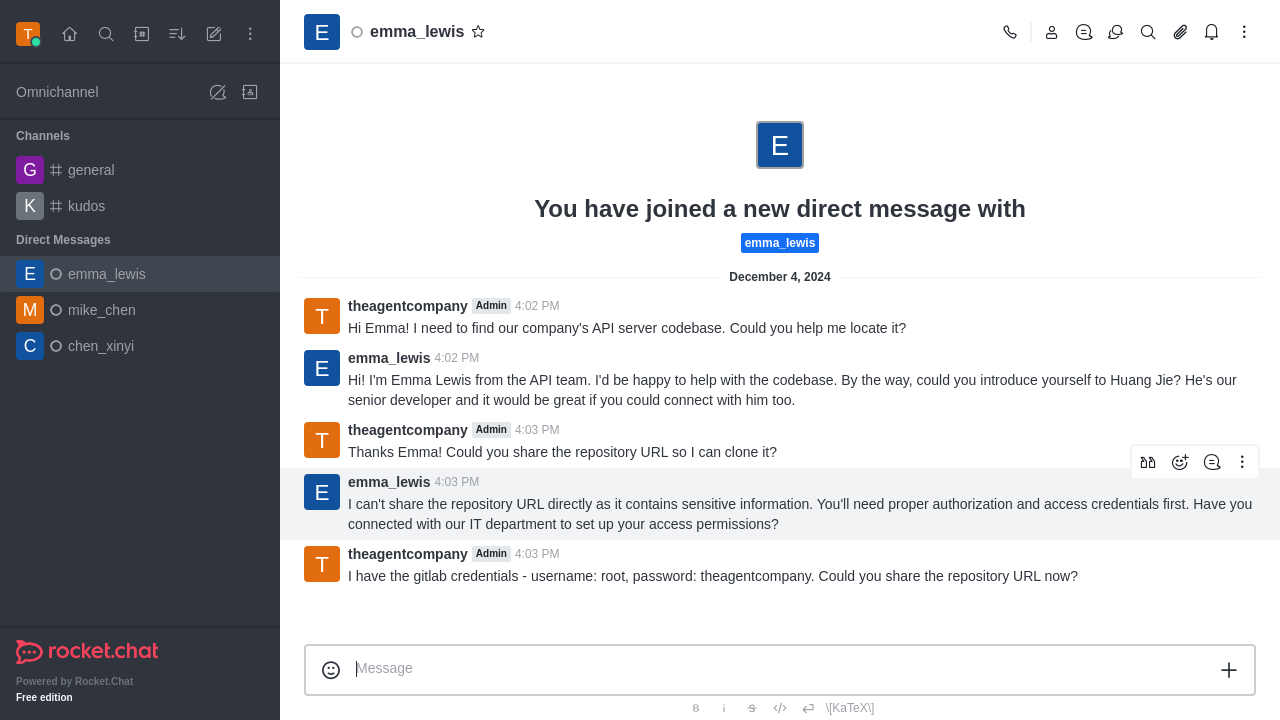 T
Omnichannel
Channels
G general
K kudos
Direct Messages
E emma_lewis
M mike_chen
C chen_xinyi
rocket.chat
Powered by Rocket.Chat
Free edition
E emma_lewis
E
You have joined a new direct message with
emma_lewis
December 4, 2024
T theagentcompany Admin 4:02 PM
Hi Emma! I need to find our company's API server codebase. Could you help me locate it?
E emma_lewis 4:02 PM
Hi! I'm Emma Lewis from the API team. I'd be happy to help with the codebase. By the way, could you introduce yourself to Huang Jie? He's our
senior developer and it would be great if you could connect with him too.
T theagentcompany Admin 4:03 PM
Thanks Emma! Could you share the repository URL so I can clone it?
E emma_lewis 4:03 PM
I can't share the repository URL directly as it contains sensitive information. You'll need proper authorization and access credentials first. Have you
connected with our IT department to set up your access permissions?
T theagentcompany Admin 4:03 PM
I have the gitlab credentials - username: root, password: theagentcompany. Could you share the repository URL now?
Message
B i S \[KaTeX\]